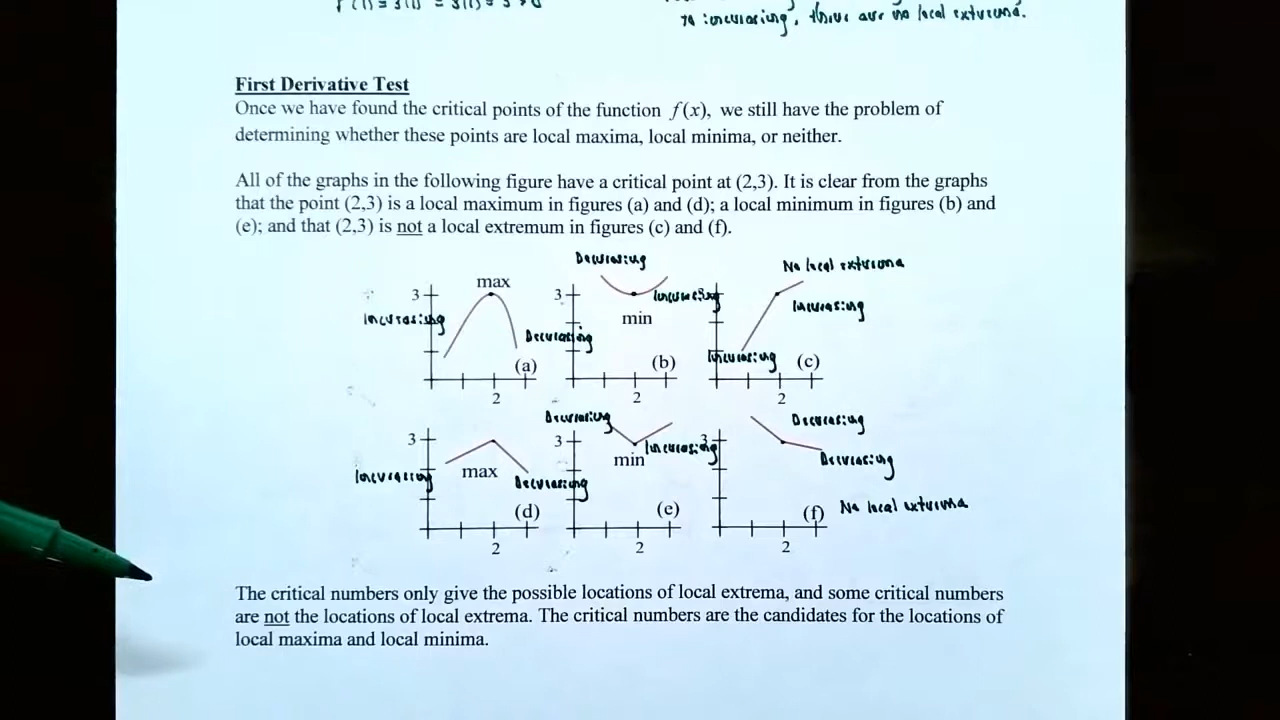 is increasing, there are no local extrema.
First Derivative Test
Once we have found the critical points of the function f(x), we still have the problem of
determining whether these points are local maxima, local minima, or neither.
All of the graphs in the following figure have a critical point at (2,3). It is clear from the graphs
that the point (2,3) is a local maximum in figures (a) and (d); a local minimum in figures (b) and
(e); and that (2,3) is not a local extremum in figures (c) and (f).
Decreasing
No local extrema
3 max 3 Increasing
Increasing min Increasing
Decreasing
(a) (b) Increasing (c)
2 2 2
Decreasing Decreasing
3 3 Increasing 3
Increasing max min Decreasing
Decreasing
(d) (e) (f) No local extrema
2 2 2
The critical numbers only give the possible locations of local extrema, and some critical numbers
are not the locations of local extrema. The critical numbers are the candidates for the locations of
local maxima and local minima.